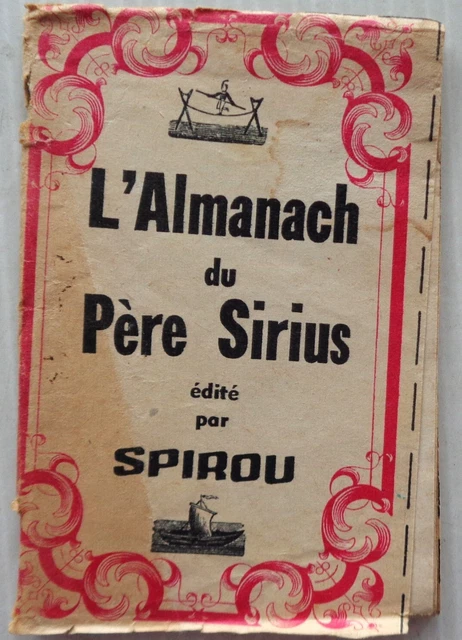 L'Almanach
du
Père Sirius
édité
par
SPIROU